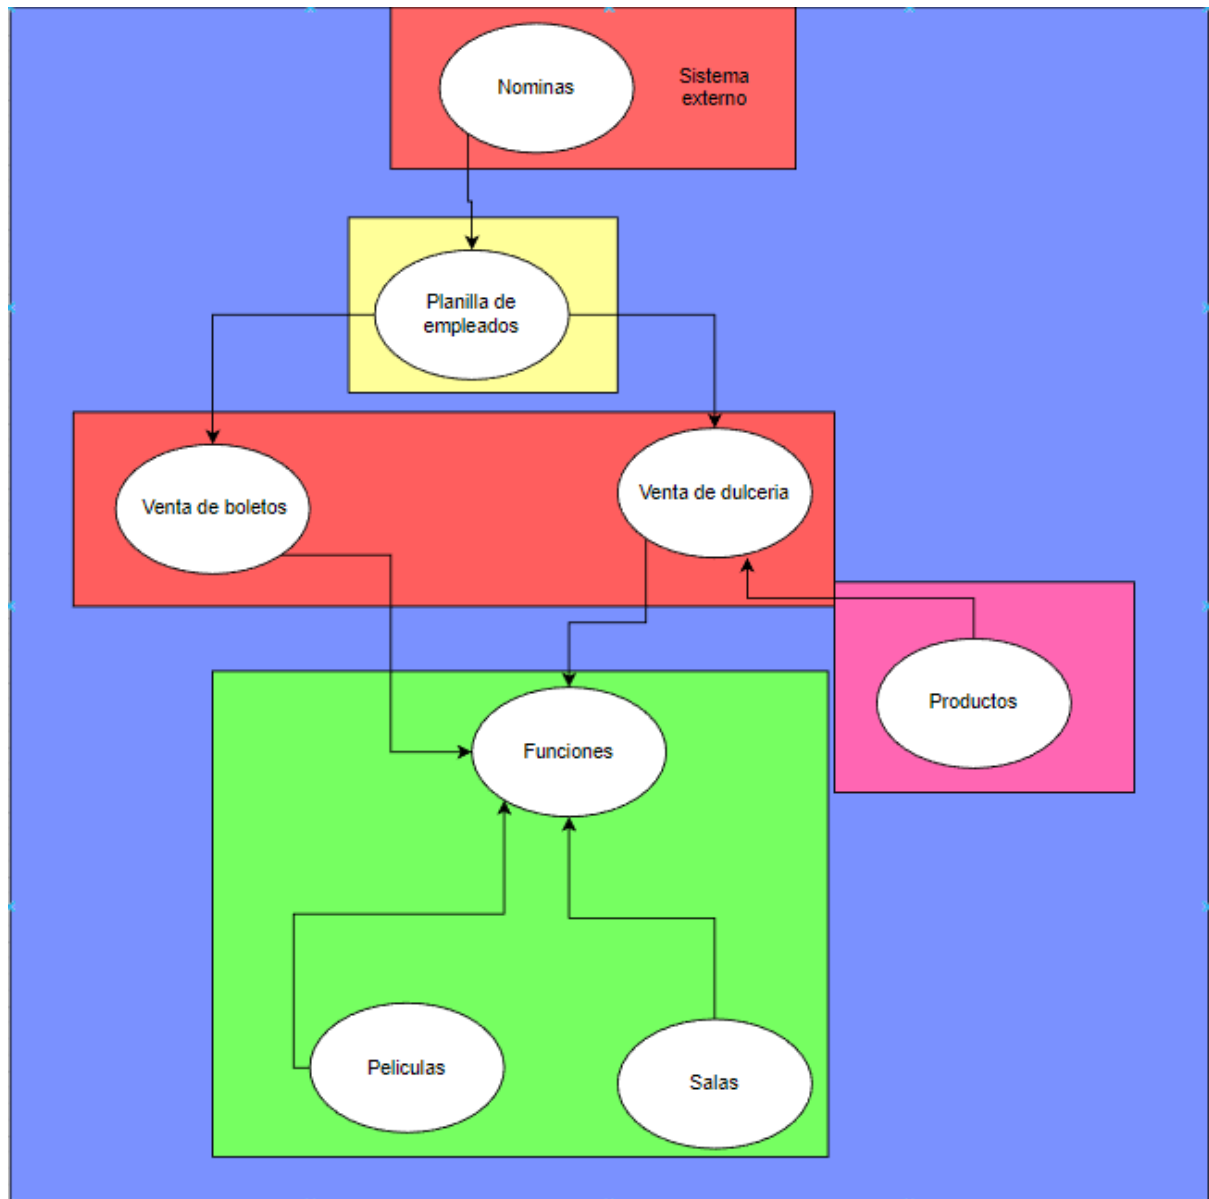 Nominas
Sistema
externo
Planilla de
empleados
Venta de boletos
Venta de dulceria
Productos
Funciones
Peliculas
Salas